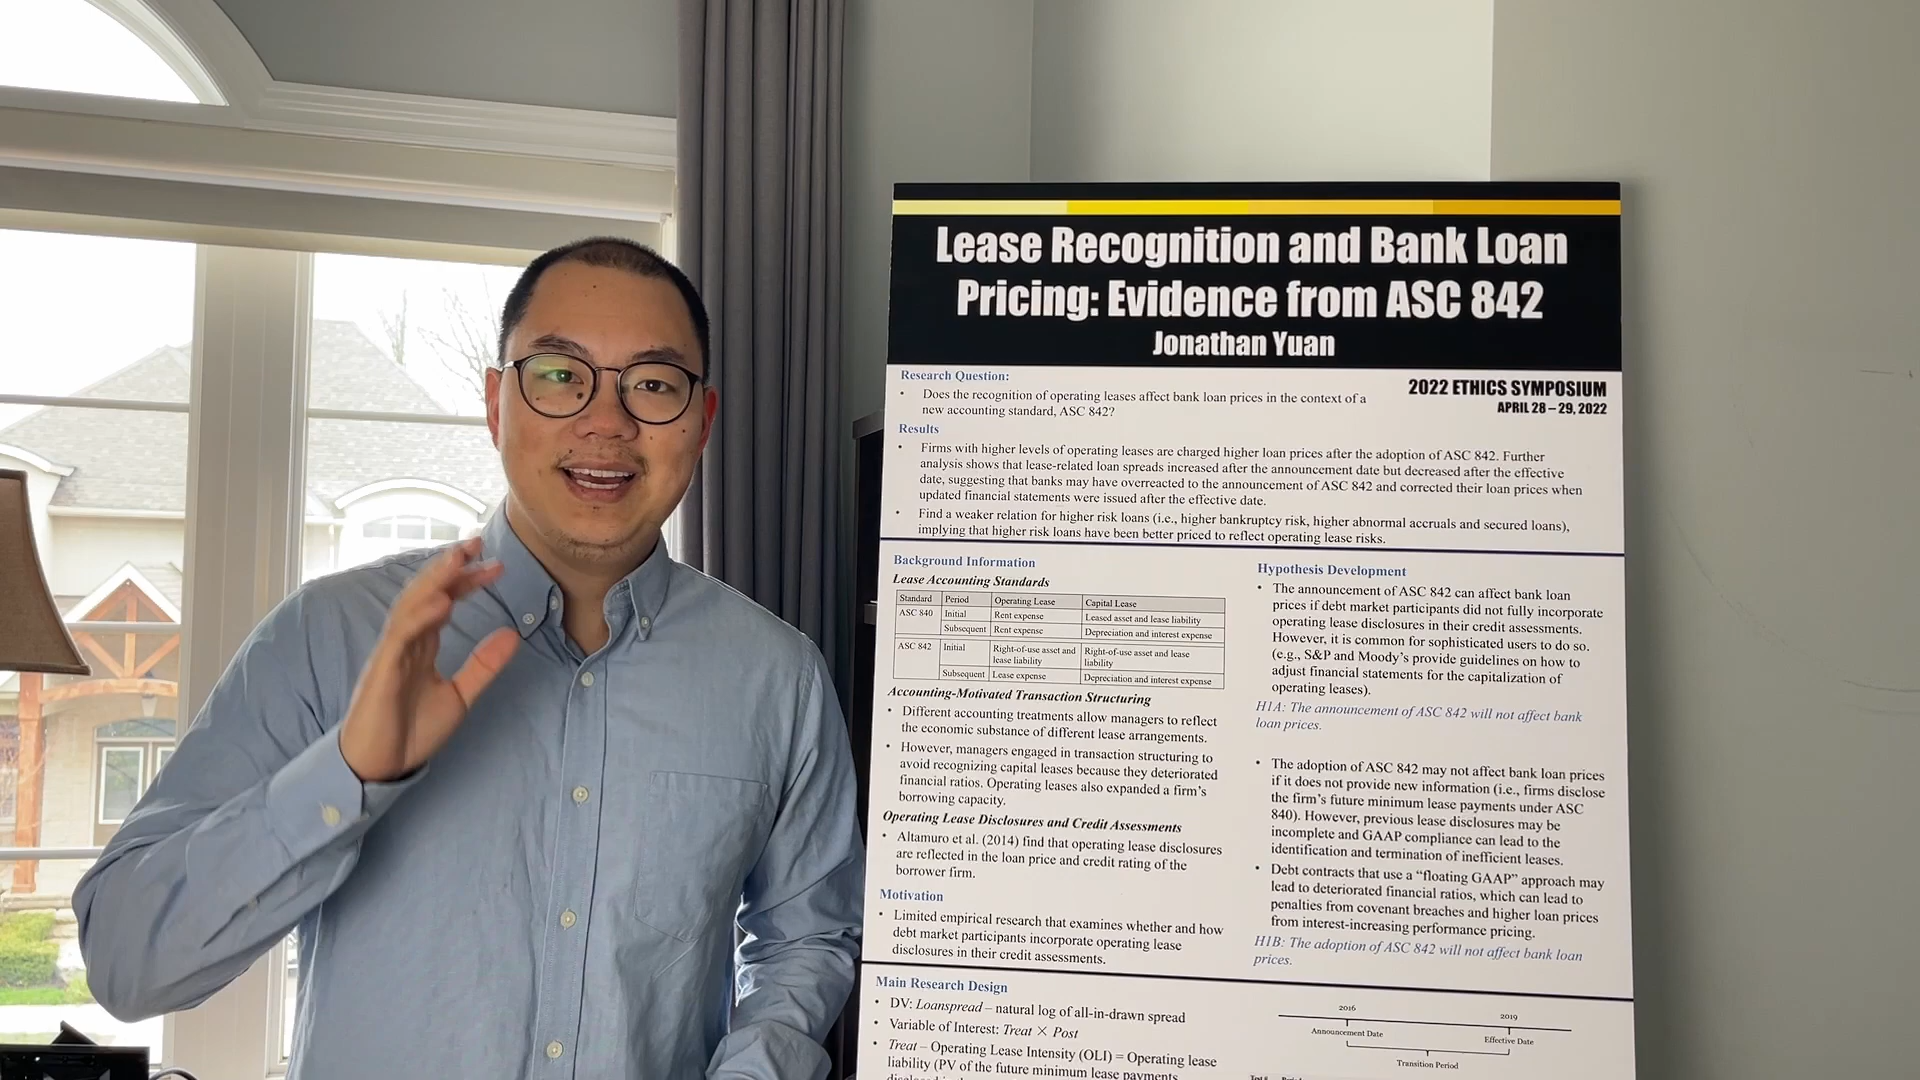 Lease Recognition and Bank Loan
Pricing: Evidence from ASC 842
Jonathan Yuan
2022 ETHICS SYMPOSIUM
APRIL 28 – 29, 2022
Research Question:
• Does the recognition of operating leases affect bank loan prices in the context of a
new accounting standard, ASC 842?
Results
• Firms with higher levels of operating leases are charged higher loan prices after the adoption of ASC 842. Further
analysis shows that lease-related loan spreads increased after the announcement date but decreased after the effective
date, suggesting that banks may have overreacted to the announcement of ASC 842 and corrected their loan prices when
updated financial statements were issued after the effective date.
• Find a weaker relation for higher risk loans (i.e., higher bankruptcy risk, higher abnormal accruals and secured loans),
implying that higher risk loans have been better priced to reflect operating lease risks.
Background Information
Lease Accounting Standards
Standard Period Operating Lease Capital Lease
ASC 840 Initial Rent expense Leased asset and lease liability
Subsequent Rent expense Depreciation and interest expense
ASC 842 Initial Right-of-use asset and Right-of-use asset and lease
lease liability liability
Subsequent Lease expense Depreciation and interest expense
Accounting-Motivated Transaction Structuring
• Different accounting treatments allow managers to reflect
the economic substance of different lease arrangements.
• However, managers engaged in transaction structuring to
avoid recognizing capital leases because they deteriorated
financial ratios. Operating leases also expanded a firm's
borrowing capacity.
Operating Lease Disclosures and Credit Assessments
• Altamuro et al. (2014) find that operating lease disclosures
are reflected in the loan price and credit rating of the
borrower firm.
Motivation
• Limited empirical research that examines whether and how
debt market participants incorporate operating lease
disclosures in their credit assessments.
Hypothesis Development
• The announcement of ASC 842 can affect bank loan
prices if debt market participants did not fully incorporate
operating lease disclosures in their credit assessments.
However, it is common for sophisticated users to do so.
(e.g., S&P and Moody's provide guidelines on how to
adjust financial statements for the capitalization of
operating leases).
H1A: The announcement of ASC 842 will not affect bank
loan prices.
• The adoption of ASC 842 may not affect bank loan prices
if it does not provide new information (i.e., firms disclose
the firm's future minimum lease payments under ASC
840). However, previous lease disclosures may be
incomplete and GAAP compliance can lead to the
identification and termination of inefficient leases.
• Debt contracts that use a “floating GAAP” approach may
lead to deteriorated financial ratios, which can lead to
penalties from covenant breaches and higher loan prices
from interest-increasing performance pricing.
H1B: The adoption of ASC 842 will not affect bank loan
prices.
Main Research Design
• DV: Loanspread – natural log of all-in-drawn spread
• Variable of Interest: Treat × Post
• Treat – Operating Lease Intensity (OLI) = Operating lease
liability (PV of the future minimum lease payments
2016
2019
Announcement Date
Effective Date
Transition Period